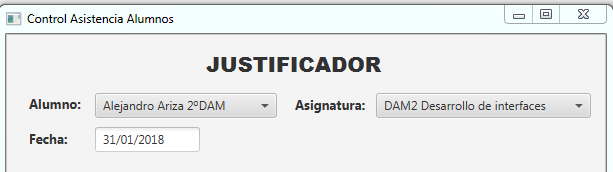 Control Asistencia Alumnos
JUSTIFICADOR
Alumno: Alejandro Ariza 2ºDAM Asignatura: DAM2 Desarrollo de interfaces
Fecha: 31/01/2018